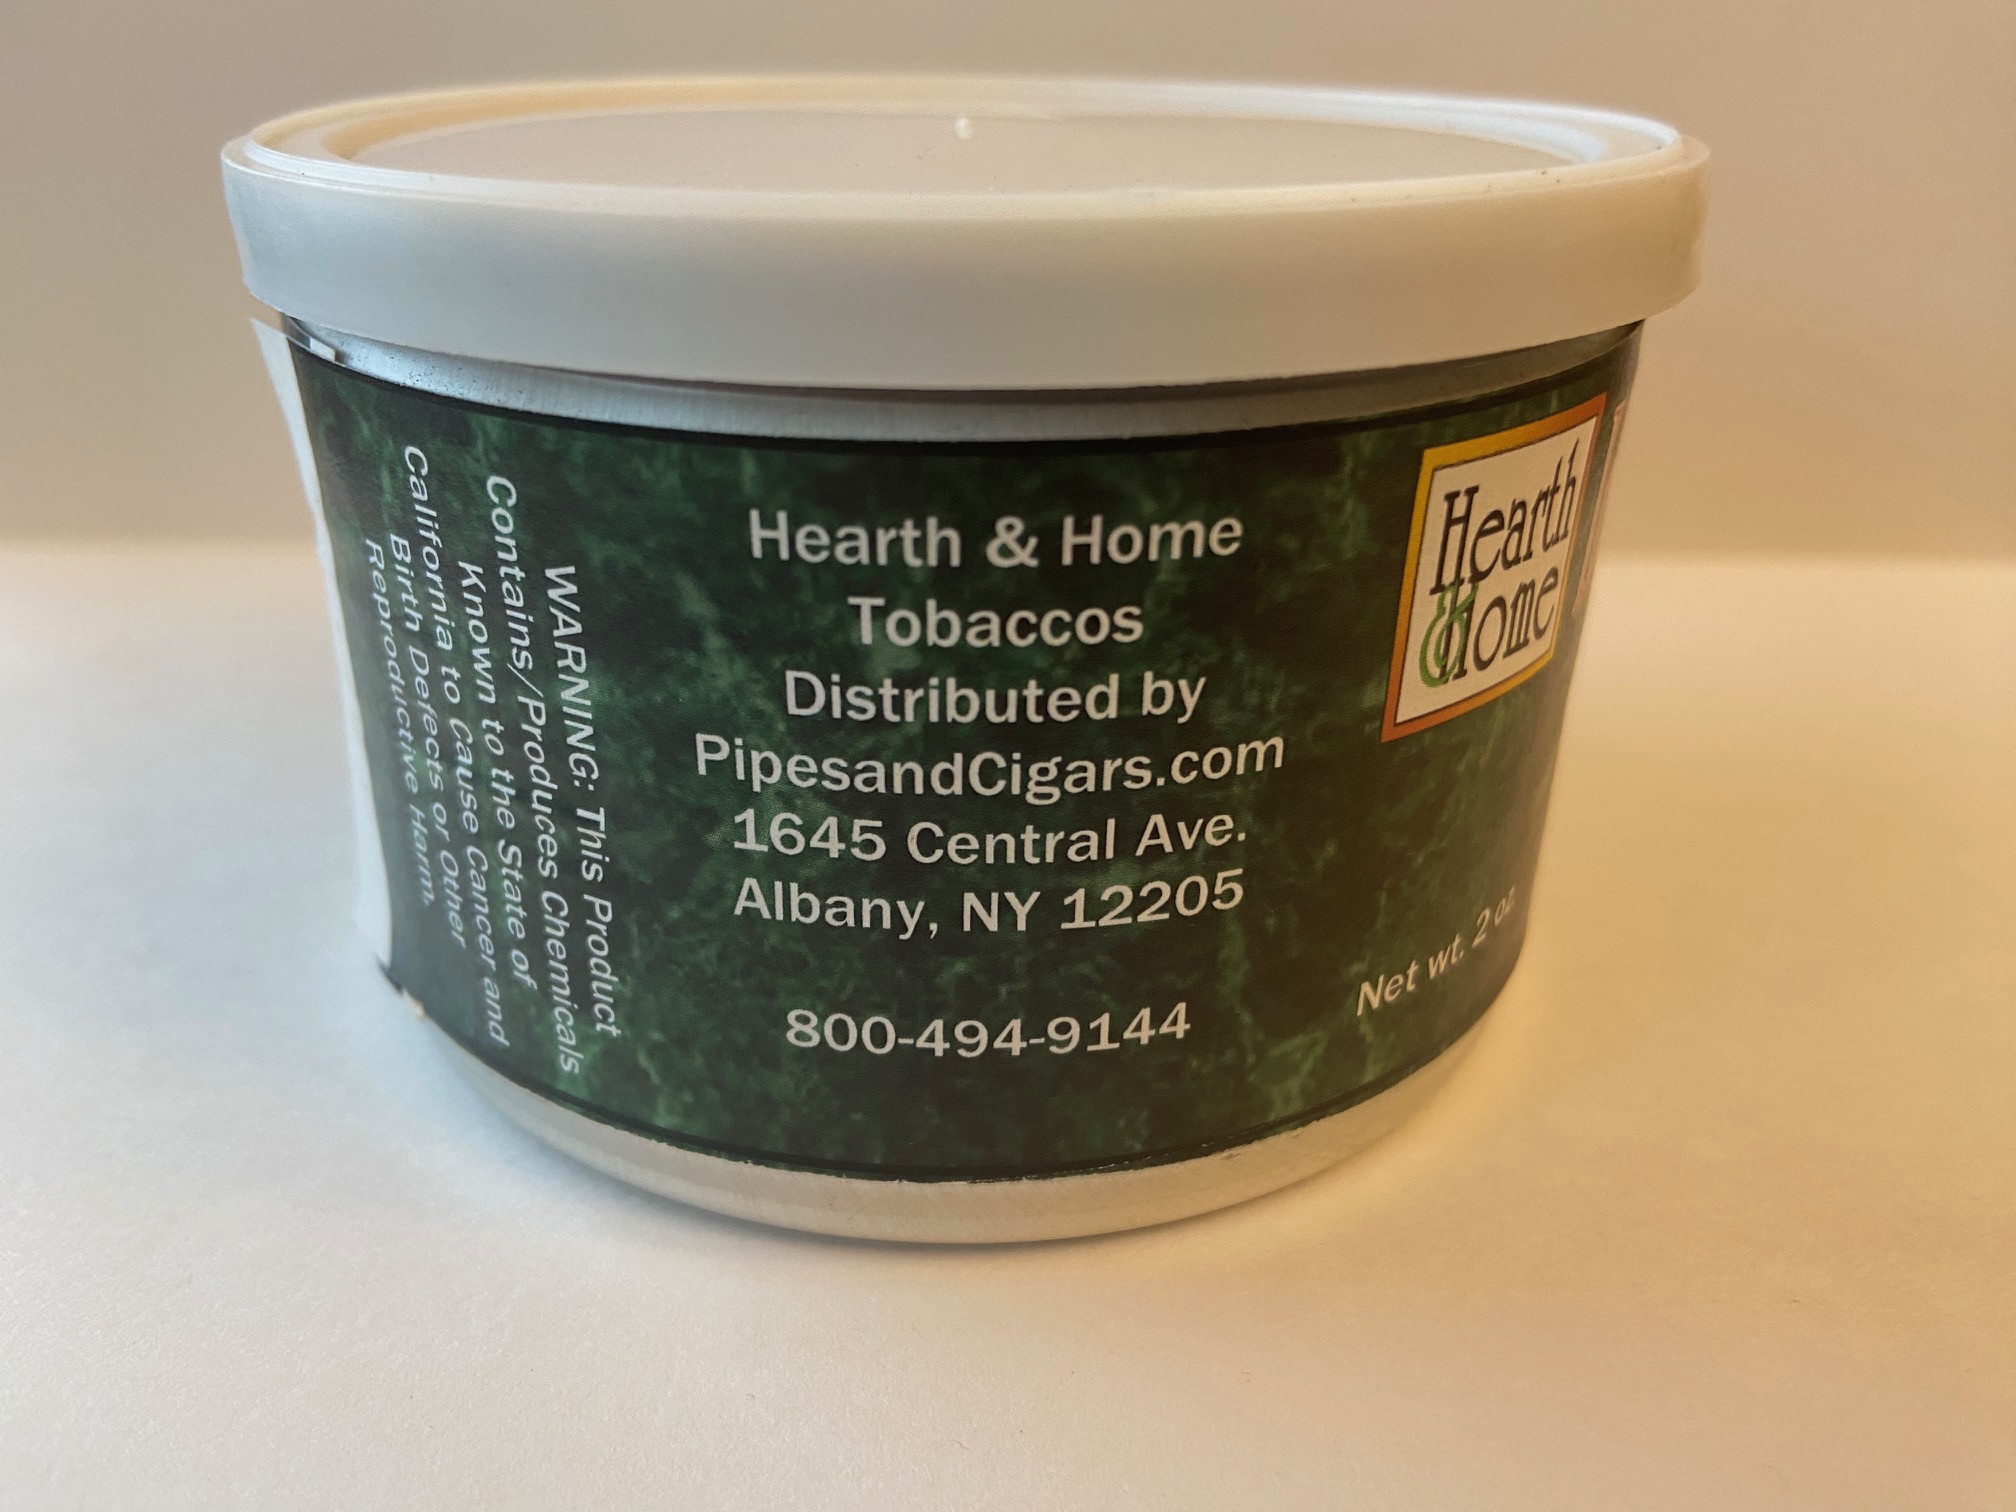 WARNING: This Product
Contains/Produces Chemicals
Known to the State of
California to Cause Cancer and
Birth Defects or Other
Reproductive Harm.
Hearth & Home
Tobaccos
Distributed by
PipesandCigars.com
1645 Central Ave.
Albany, NY 12205
800-494-9144
Hearth
& Home
Net wt. 2 oz.